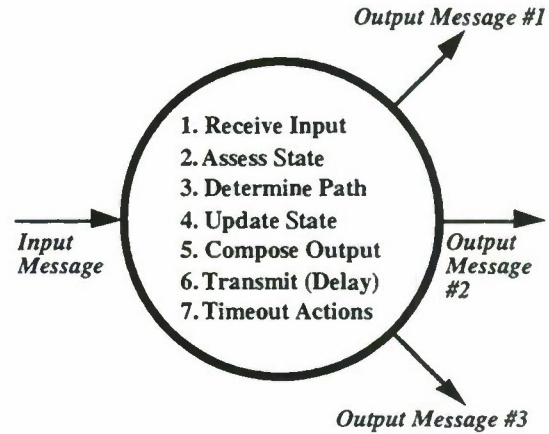 Output Message #1
1. Receive Input
2. Assess State
3. Determine Path
4. Update State
5. Compose Output
6. Transmit (Delay)
7. Timeout Actions
Input
Message
Output
Message
#2
Output Message #3